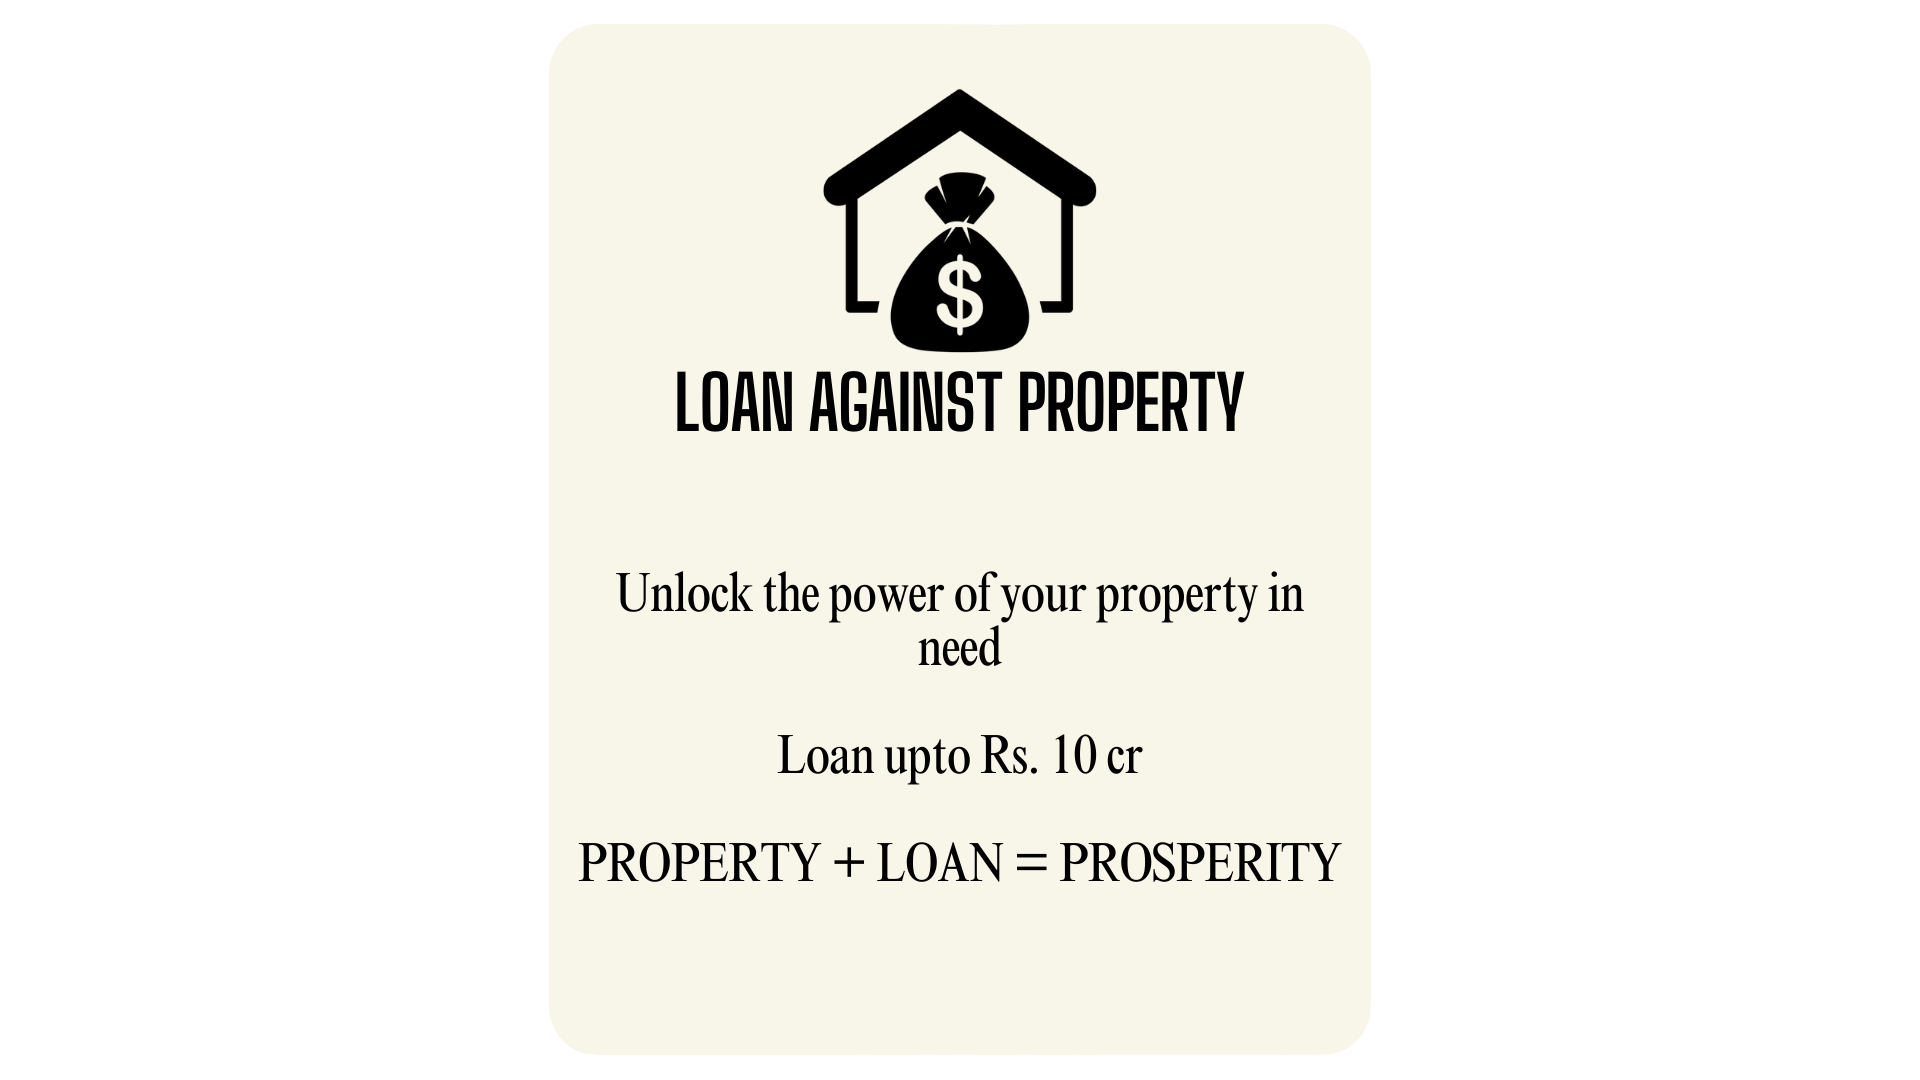 $
LOAN AGAINST PROPERTY
Unlock the power of your property in
need
Loan upto Rs. 10 cr
PROPERTY + LOAN = PROSPERITY